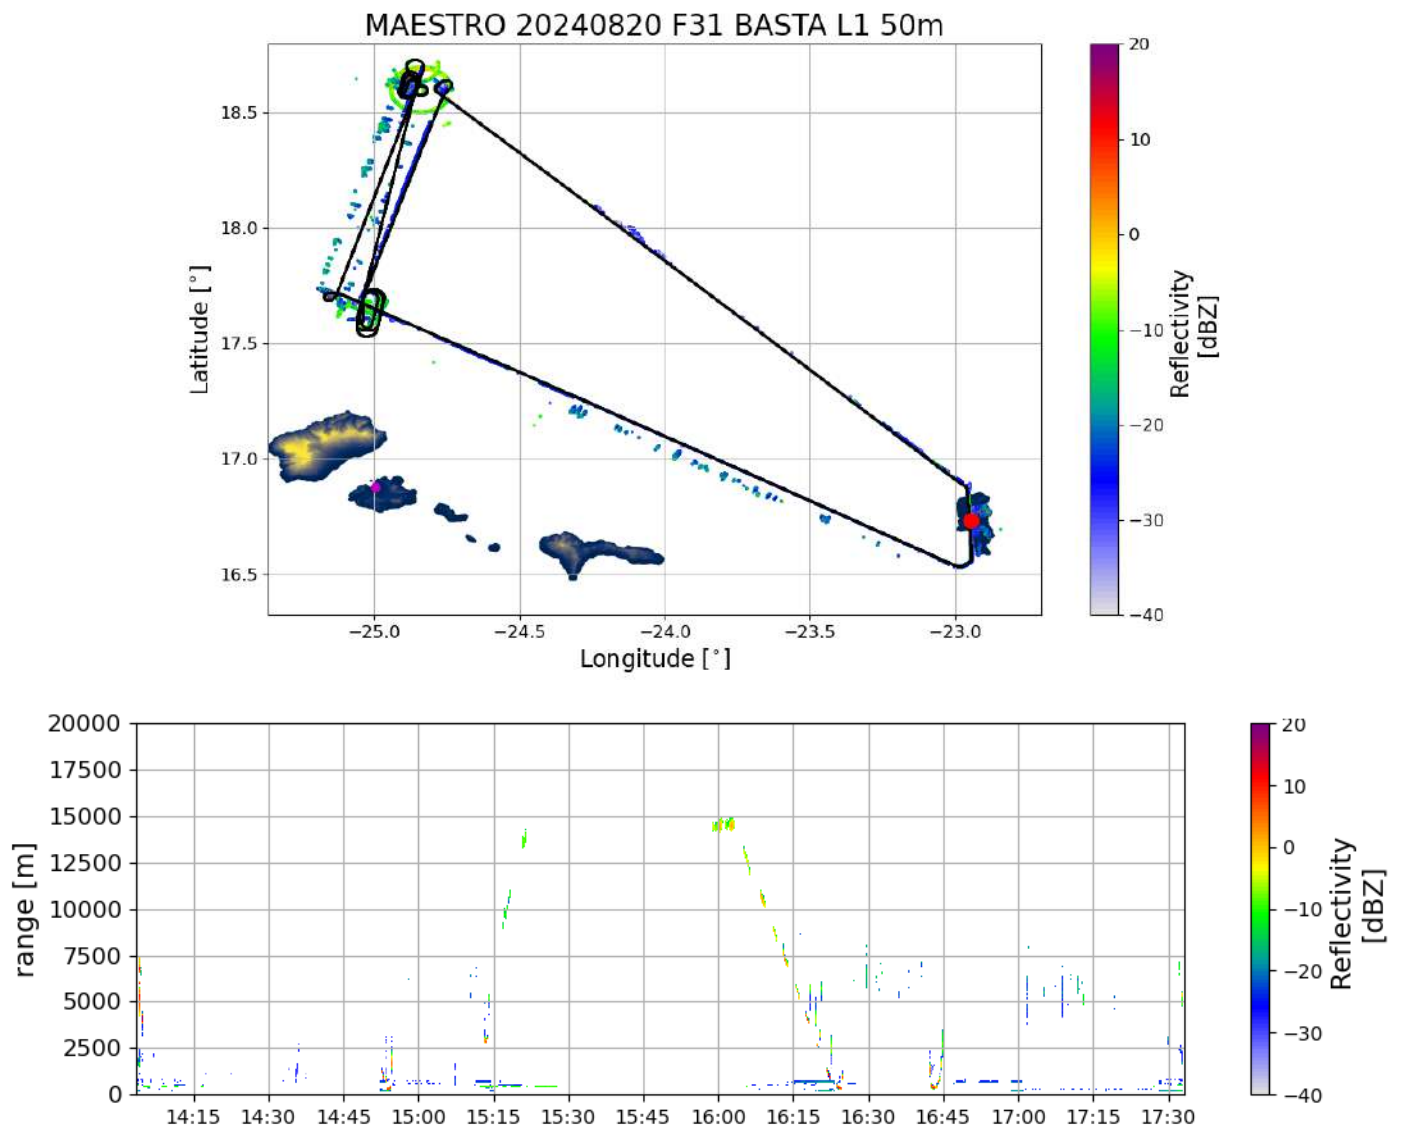 MAESTRO 20240820 F31 BASTA L1 50m
18.5
18.0
17.5
17.0
16.5
Latitude [°]
−25.0 −24.5 −24.0 −23.5 −23.0
Longitude [°]
20
10
0
−10
−20
−30
−40
Reflectivity
[dBZ]
20000
17500
15000
12500
10000
7500
5000
2500
0
range [m]
14:15 14:30 14:45 15:00 15:15 15:30 15:45 16:00 16:15 16:30 16:45 17:00 17:15 17:30
20
10
0
−10
−20
−30
−40
Reflectivity
[dBZ]